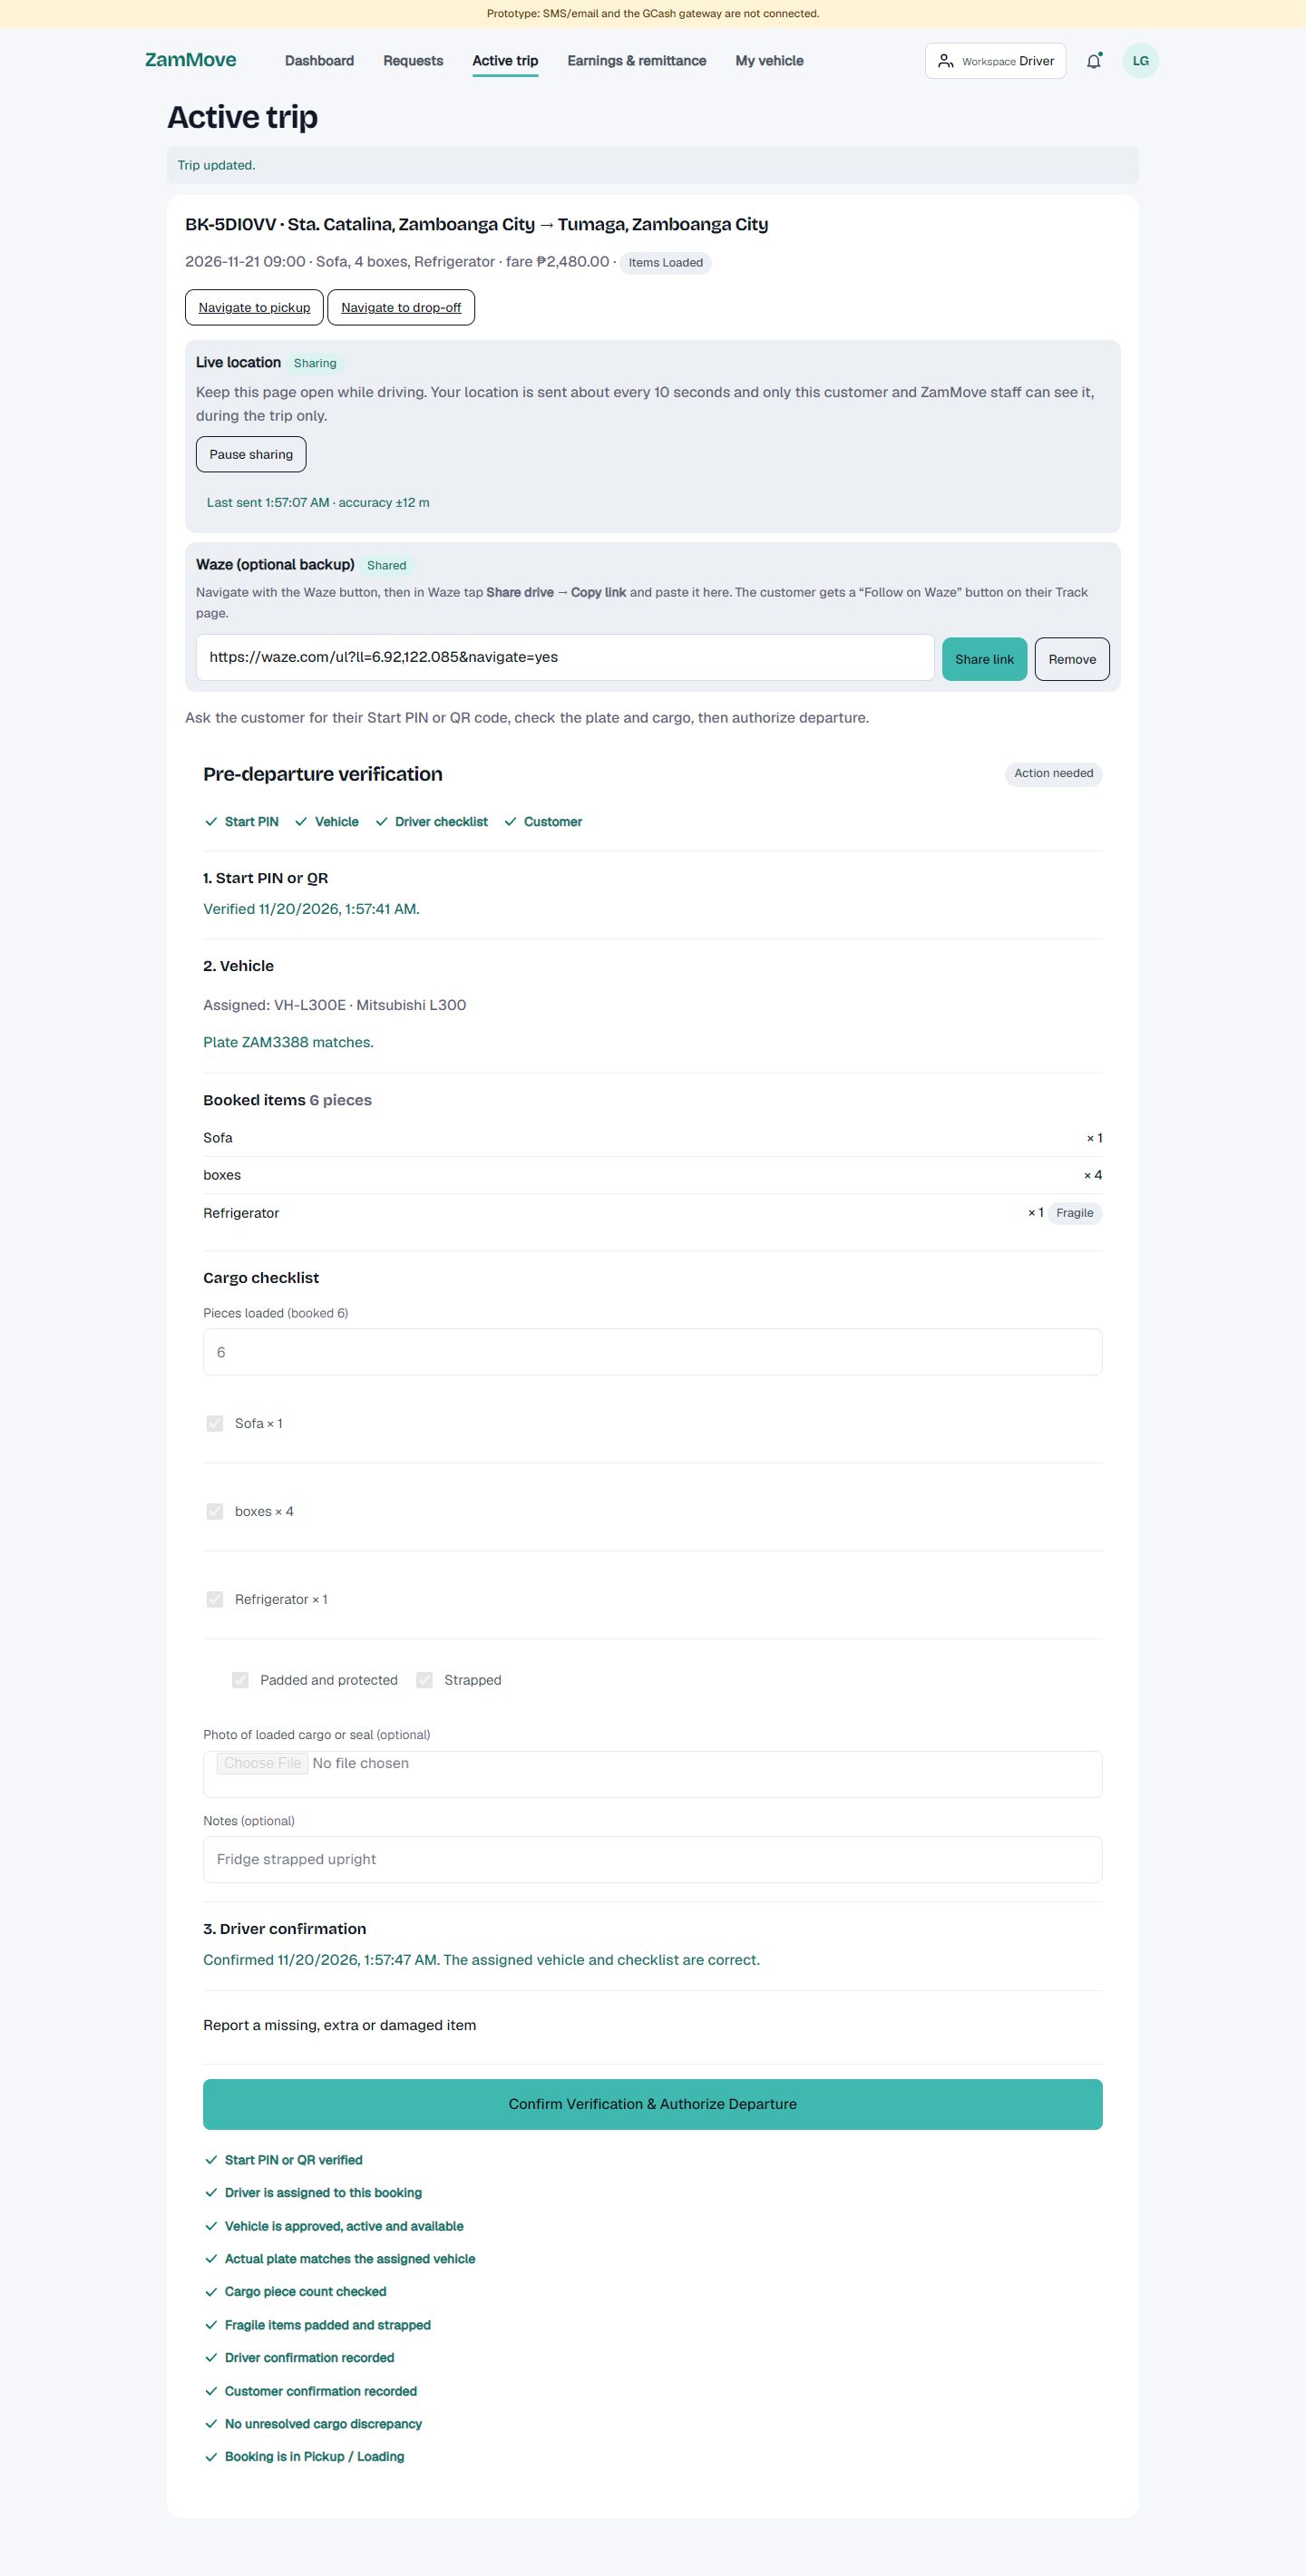 Prototype: SMS/email and the GCash gateway are not connected.
ZamMove
Dashboard
Requests
Active trip
Earnings & remittance
My vehicle
Workspace Driver
LG
Active trip
Trip updated.
BK-5DI0VV · Sta. Catalina, Zamboanga City → Tumaga, Zamboanga City
2026-11-21 09:00 · Sofa, 4 boxes, Refrigerator · fare ₱2,480.00 · Items Loaded
Navigate to pickup
Navigate to drop-off
Live location Sharing
Keep this page open while driving. Your location is sent about every 10 seconds and only this customer and ZamMove staff can see it,
during the trip only.
Pause sharing
Last sent 1:57:07 AM · accuracy ±12 m
Waze (optional backup) Shared
Navigate with the Waze button, then in Waze tap Share drive → Copy link and paste it here. The customer gets a “Follow on Waze” button on their Track
page.
https://waze.com/ul?ll=6.92,122.085&navigate=yes
Share link
Remove
Ask the customer for their Start PIN or QR code, check the plate and cargo, then authorize departure.
Pre-departure verification
Action needed
Start PIN
Vehicle
Driver checklist
Customer
1. Start PIN or QR
Verified 11/20/2026, 1:57:41 AM.
2. Vehicle
Assigned: VH-L300E · Mitsubishi L300
Plate ZAM3388 matches.
Booked items 6 pieces
Sofa × 1
boxes × 4
Refrigerator × 1 Fragile
Cargo checklist
Pieces loaded (booked 6)
6
Sofa × 1
boxes × 4
Refrigerator × 1
Padded and protected
Strapped
Photo of loaded cargo or seal (optional)
Choose File No file chosen
Notes (optional)
Fridge strapped upright
3. Driver confirmation
Confirmed 11/20/2026, 1:57:47 AM. The assigned vehicle and checklist are correct.
Report a missing, extra or damaged item
Confirm Verification & Authorize Departure
Start PIN or QR verified
Driver is assigned to this booking
Vehicle is approved, active and available
Actual plate matches the assigned vehicle
Cargo piece count checked
Fragile items padded and strapped
Driver confirmation recorded
Customer confirmation recorded
No unresolved cargo discrepancy
Booking is in Pickup / Loading